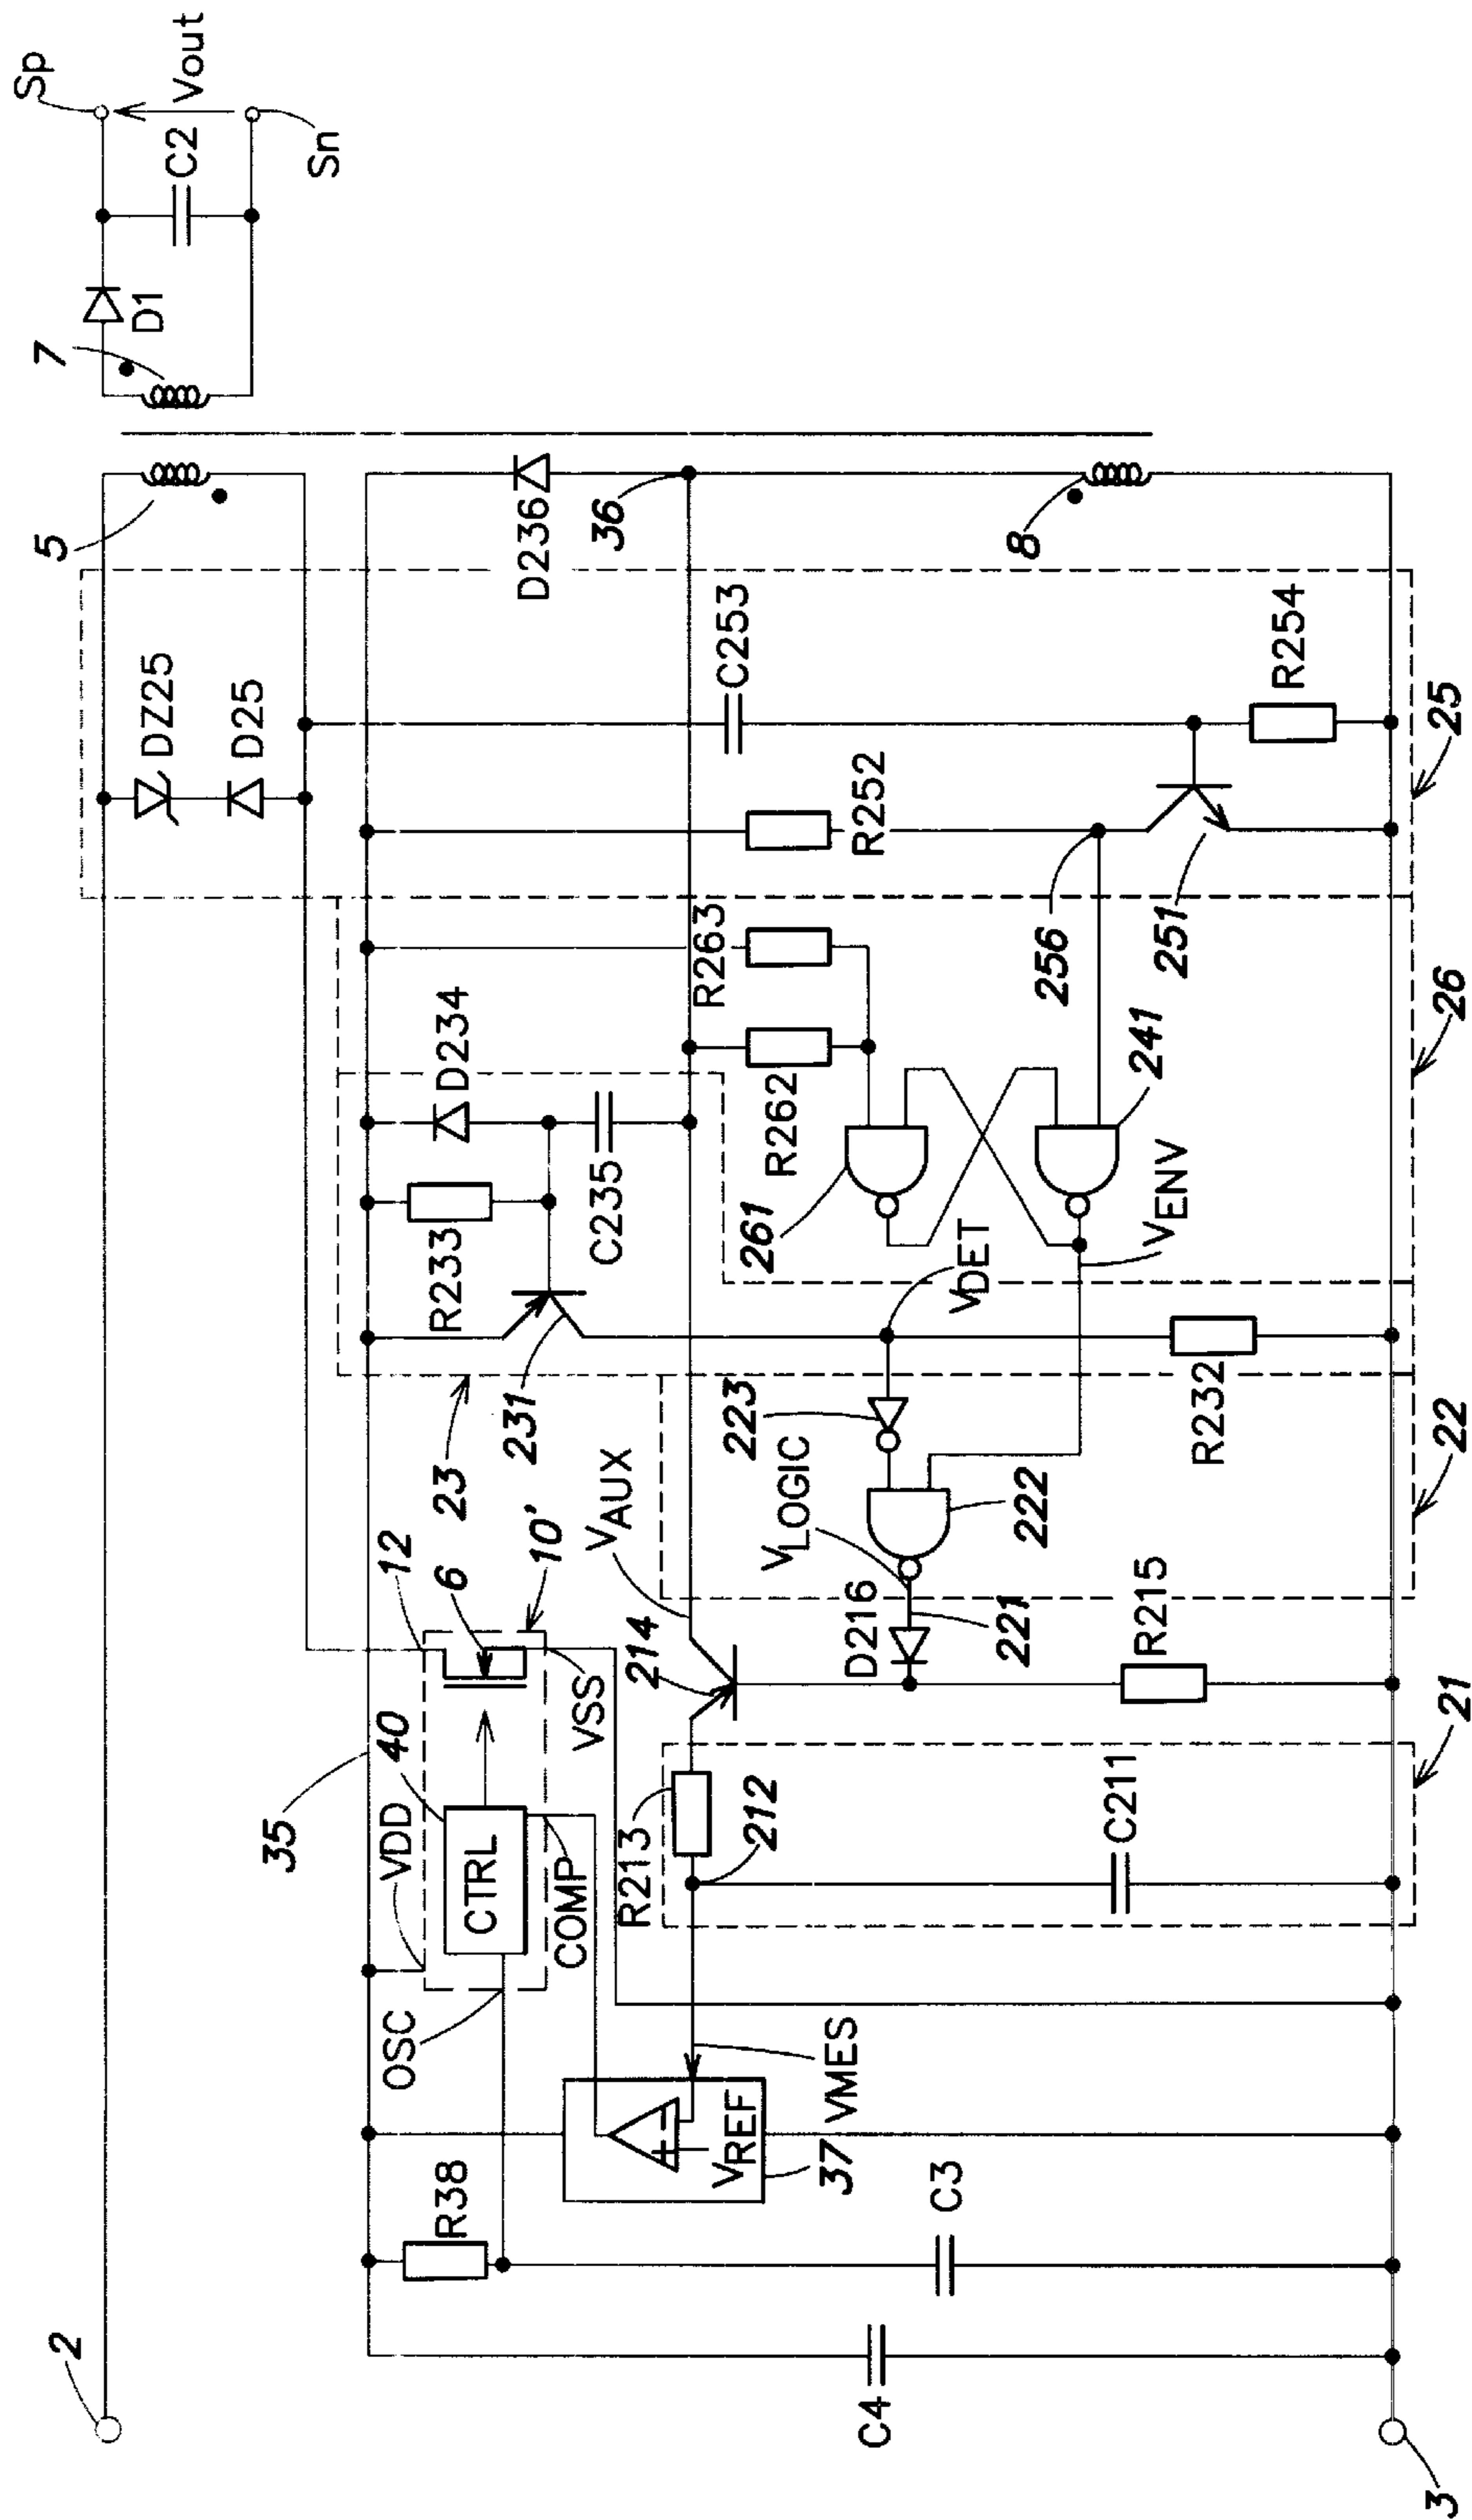 2
35
VDD
40
12
6
10'
23
231
R233
D234
DZ25
D25
5
7
D1
C2
Sp
Vout
Sn
R38
OSC
CTRL
COMP
VSS
214
VAUX
C235
R262
R263
C253
D236
36
8
C4
C3
37
VREF
VMES
R213
212
C211
D216
R215
221
VLOGIC
222
223
VDET
261
VENV
241
256
251
R252
R254
R232
3
21
22
26
25